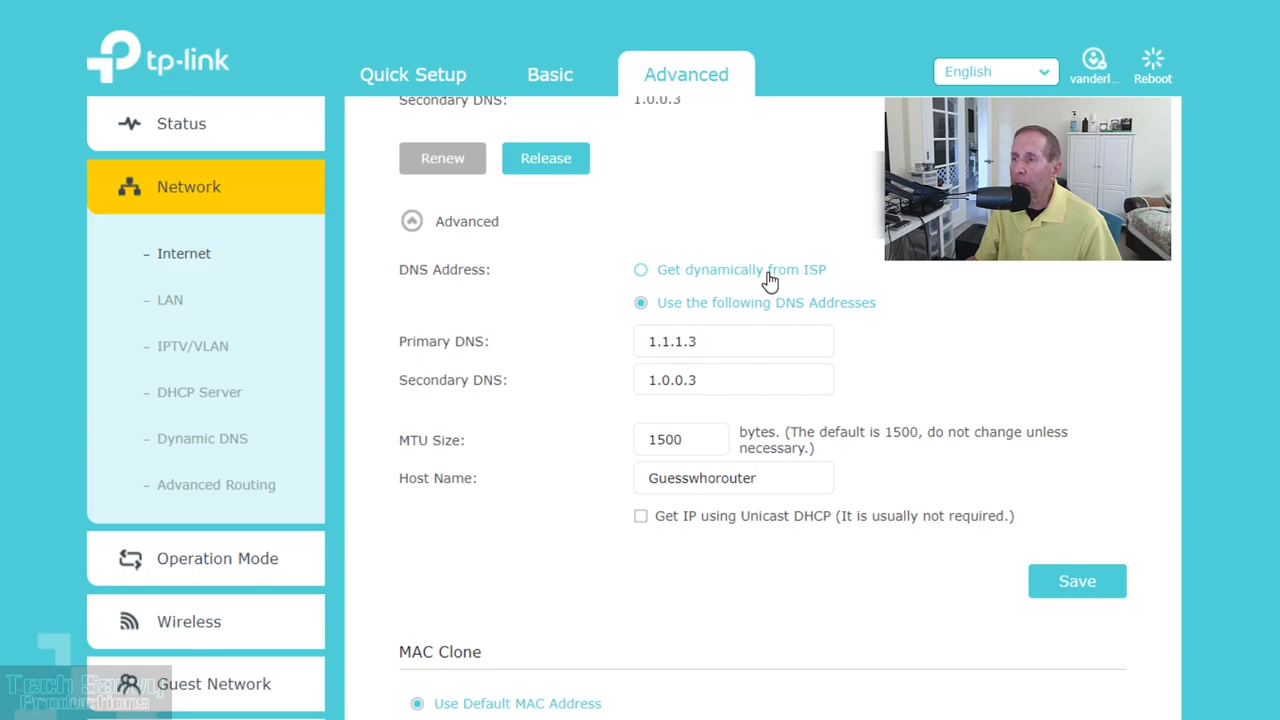 tp-link
Quick Setup
Basic
Advanced
English
vanderl...
Reboot
Status
Network
- Internet
- LAN
- IPTV/VLAN
- DHCP Server
- Dynamic DNS
- Advanced Routing
Operation Mode
Wireless
Guest Network
Secondary DNS: 1.0.0.3
Renew Release
Advanced
DNS Address: Get dynamically from ISP
Use the following DNS Addresses
Primary DNS: 1.1.1.3
Secondary DNS: 1.0.0.3
MTU Size: 1500 bytes. (The default is 1500, do not change unless
necessary.)
Host Name: Guesswhorouter
Get IP using Unicast DHCP (It is usually not required.)
Save
MAC Clone
Use Default MAC Address
Tech Savvy
Productions